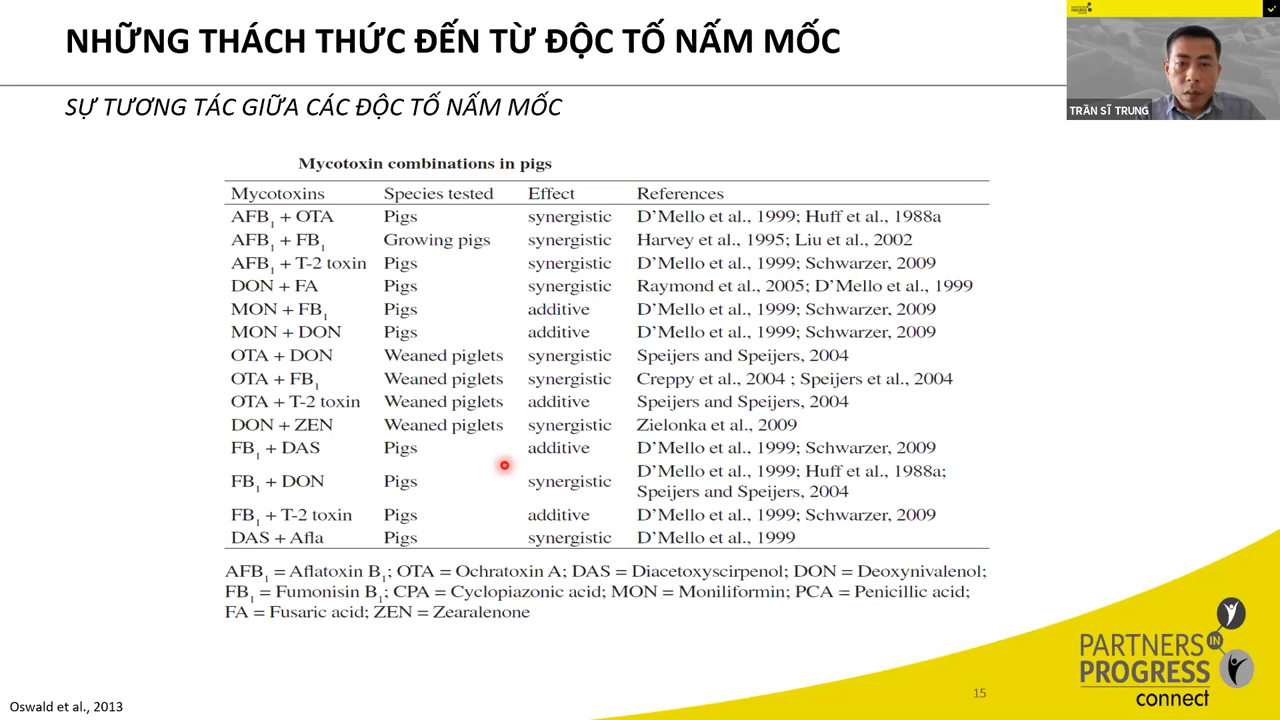 NHỮNG THÁCH THỨC ĐẾN TỪ ĐỘC TỐ NẤM MỐC
SỰ TƯƠNG TÁC GIỮA CÁC ĐỘC TỐ NẤM MỐC
TRẦN SĨ TRUNG
Mycotoxin combinations in pigs
Mycotoxins Species tested Effect References
AFB1 + OTA Pigs synergistic D'Mello et al., 1999; Huff et al., 1988a
AFB1 + FB1 Growing pigs synergistic Harvey et al., 1995; Liu et al., 2002
AFB1 + T-2 toxin Pigs synergistic D'Mello et al., 1999; Schwarzer, 2009
DON + FA Pigs synergistic Raymond et al., 2005; D'Mello et al., 1999
MON + FB1 Pigs additive D'Mello et al., 1999; Schwarzer, 2009
MON + DON Pigs additive D'Mello et al., 1999; Schwarzer, 2009
OTA + DON Weaned piglets synergistic Speijers and Speijers, 2004
OTA + FB1 Weaned piglets synergistic Creppy et al., 2004 ; Speijers et al., 2004
OTA + T-2 toxin Weaned piglets additive Speijers and Speijers, 2004
DON + ZEN Weaned piglets synergistic Zielonka et al., 2009
FB1 + DAS Pigs additive D'Mello et al., 1999; Schwarzer, 2009
FB1 + DON Pigs synergistic D'Mello et al., 1999; Huff et al., 1988a;
Speijers and Speijers, 2004
FB1 + T-2 toxin Pigs additive D'Mello et al., 1999; Schwarzer, 2009
DAS + Afla Pigs synergistic D'Mello et al., 1999
AFB1 = Aflatoxin B1; OTA = Ochratoxin A; DAS = Diacetoxyscirpenol; DON = Deoxynivalenol;
FB1 = Fumonisin B1; CPA = Cyclopiazonic acid; MON = Moniliformin; PCA = Penicillic acid;
FA = Fusaric acid; ZEN = Zearalenone
PARTNERS IN
PROGRESS
connect
15
Oswald et al., 2013